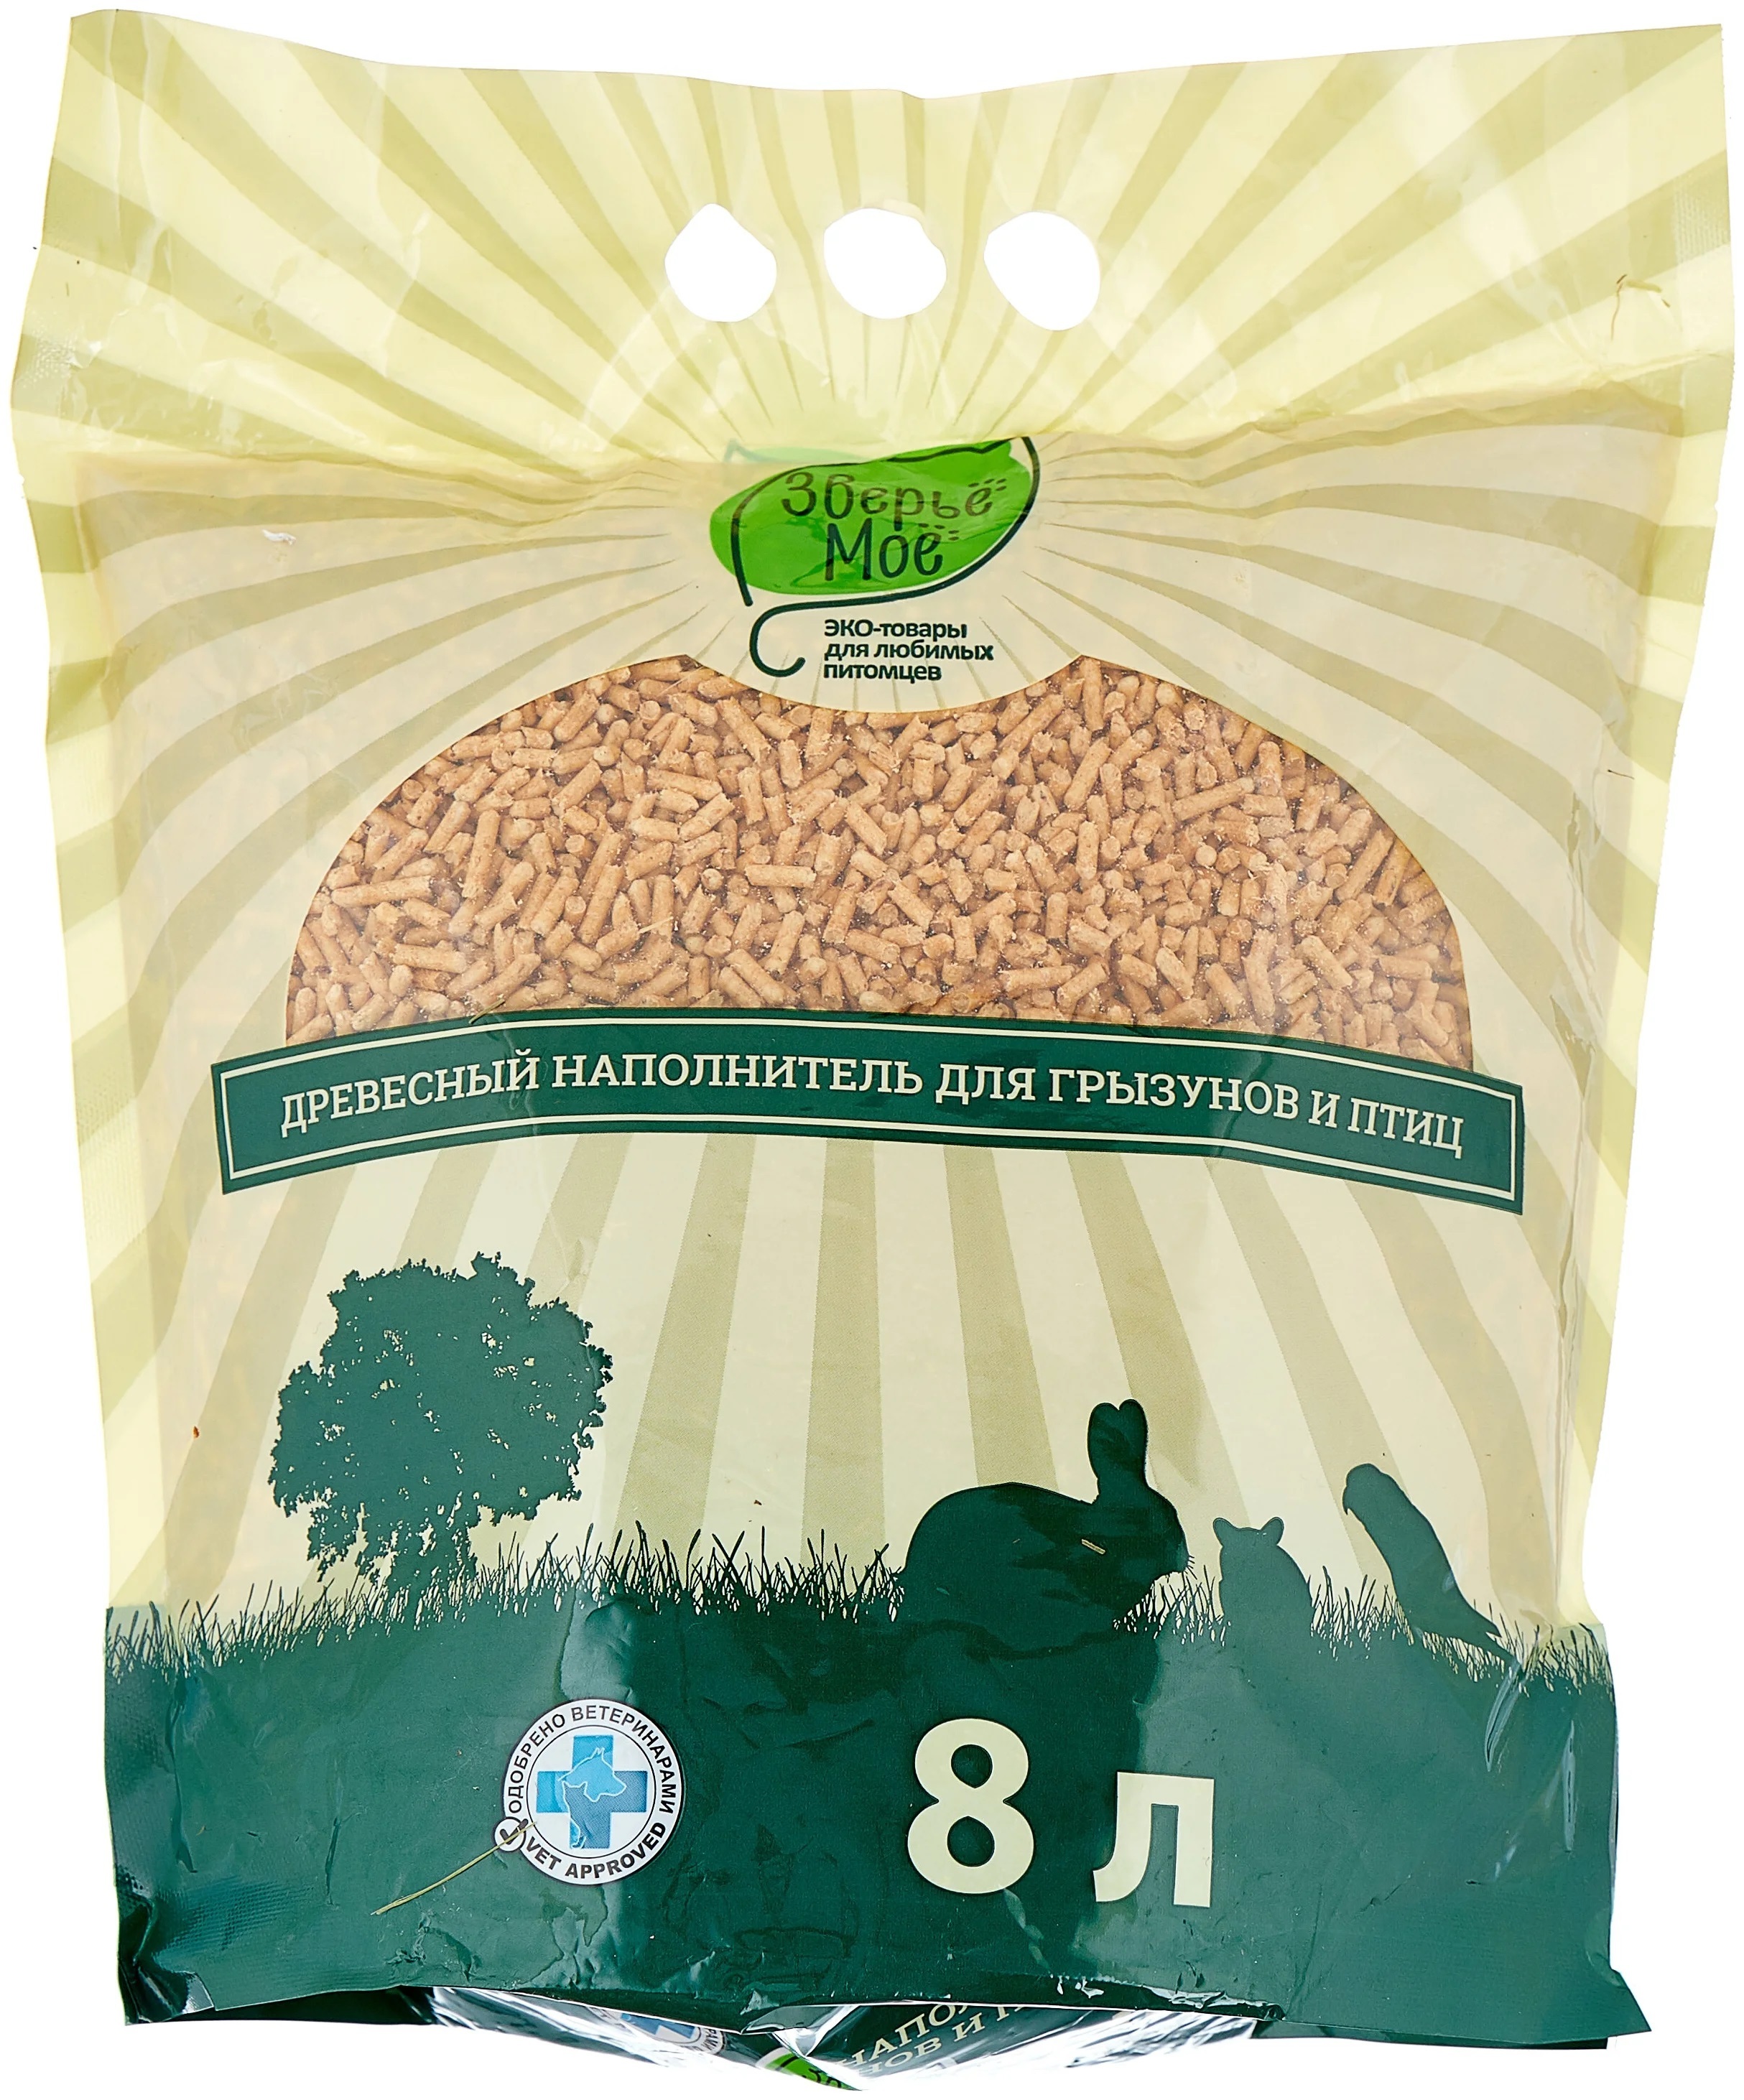 Зверьё
Моё
ЭКО-товары
для любимых
питомцев
ДРЕВЕСНЫЙ НАПОЛНИТЕЛЬ ДЛЯ ГРЫЗУНОВ И ПТИЦ
ОДОБРЕНО ВЕТЕРИНАРАМИ
VET APPROVED
8 л